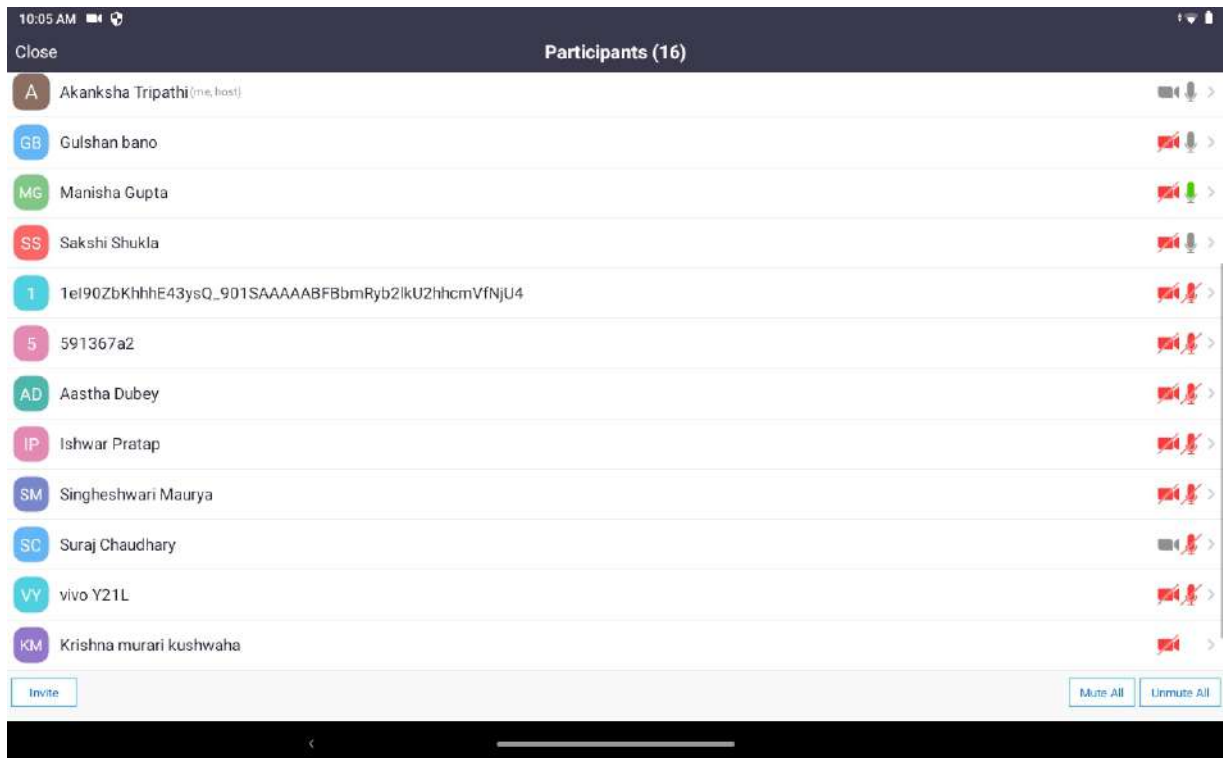 10:05 AM
Close
Participants (16)
A Akanksha Tripathi (me, host)
GB Gulshan bano
MG Manisha Gupta
SS Sakshi Shukla
1 1eI90ZbKhhhE43ysQ_901SAAAAABFBbmRyb2lkU2hhcmVfNjU4
5 591367a2
AD Aastha Dubey
IP Ishwar Pratap
SM Singheshwari Maurya
SC Suraj Chaudhary
VY vivo Y21L
KM Krishna murari kushwaha
Invite
Mute All
Unmute All